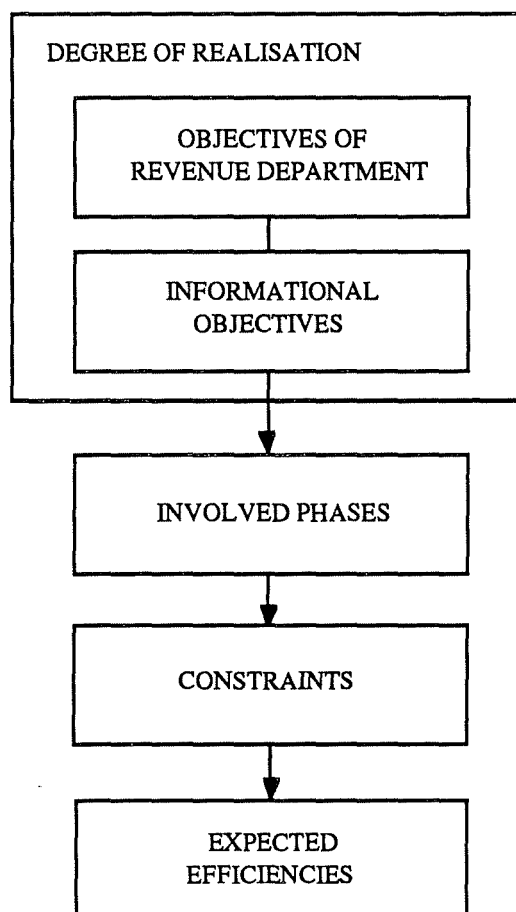 DEGREE OF REALISATION
OBJECTIVES OF
REVENUE DEPARTMENT
INFORMATIONAL
OBJECTIVES
INVOLVED PHASES
CONSTRAINTS
EXPECTED
EFFICIENCIES